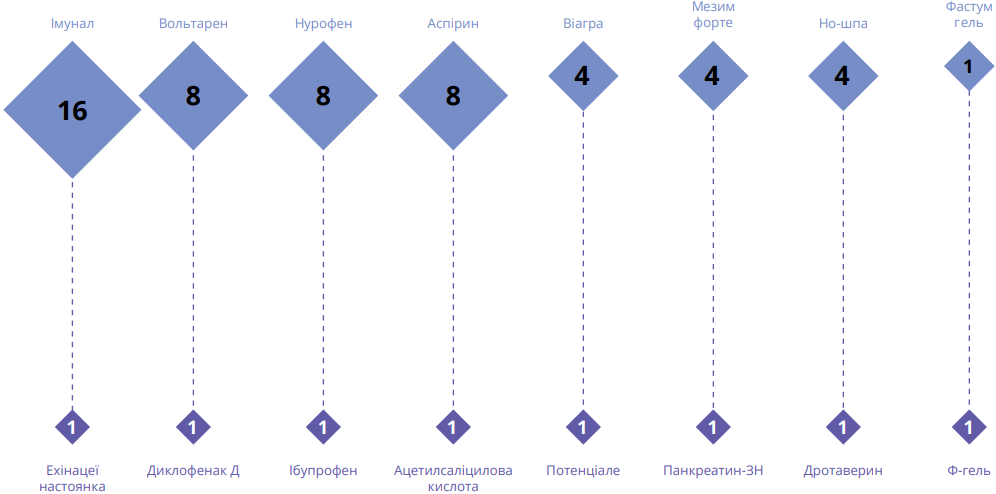 Імунал
Вольтарен
Нурофен
Аспірин
Віагра
Мезим
форте
Но-шпа
Фастум
гель
16
8
8
8
4
4
4
1
1
1
1
1
1
1
1
1
Ехінацеї
настоянка
Диклофенак Д
Ібупрофен
Ацетилсаліцилова
кислота
Потенціале
Панкреатин-ЗН
Дротаверин
Ф-гель